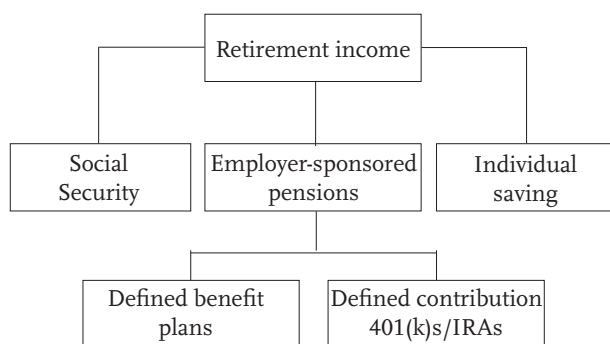 Retirement income
Social
Security
Employer-sponsored
pensions
Individual
saving
Defined benefit
plans
Defined contribution
401(k)s/IRAs